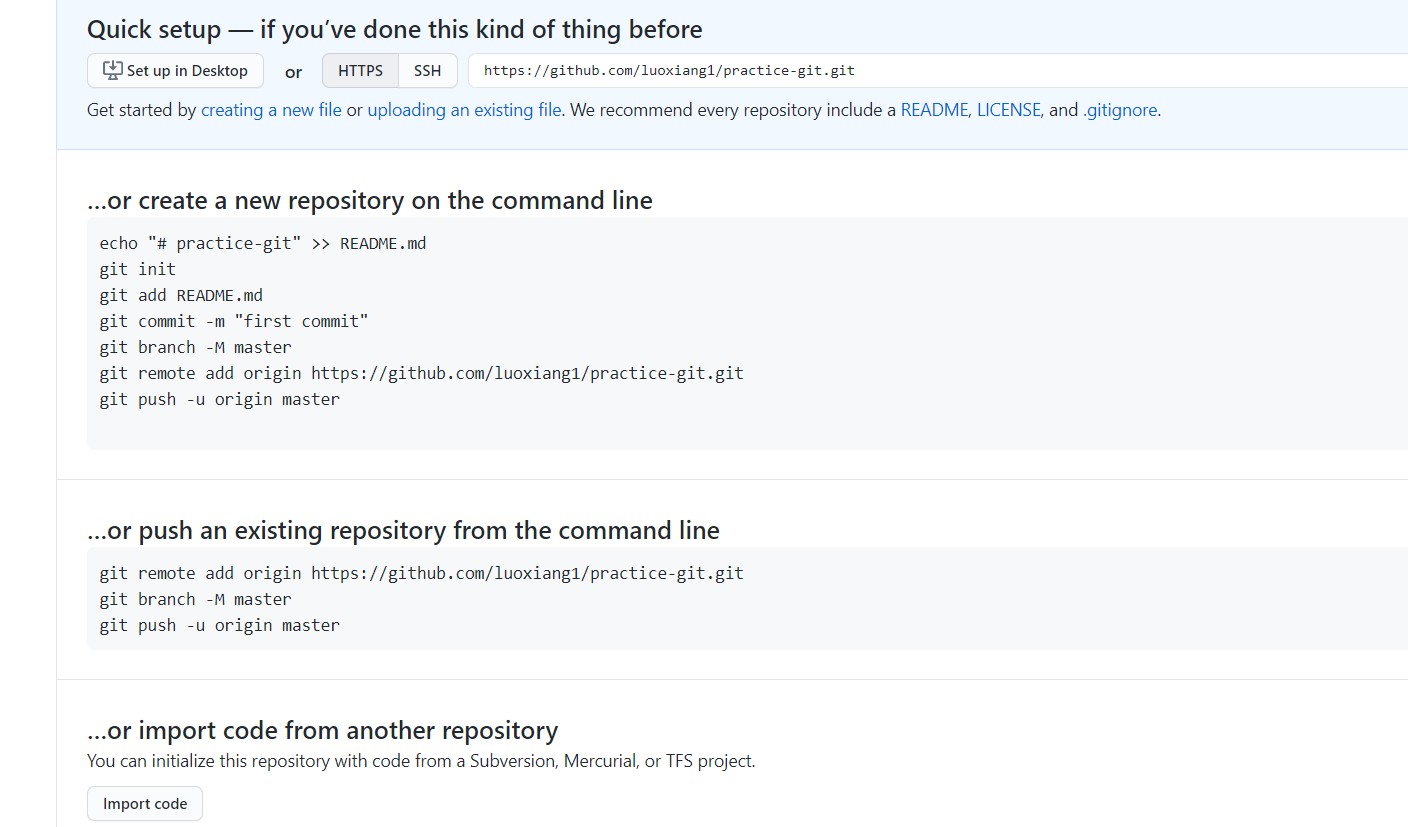 Quick setup — if you’ve done this kind of thing before
Set up in Desktop or HTTPS SSH https://github.com/luoxiang1/practice-git.git
Get started by creating a new file or uploading an existing file. We recommend every repository include a README, LICENSE, and .gitignore.
…or create a new repository on the command line
echo "# practice-git" >> README.md
git init
git add README.md
git commit -m "first commit"
git branch -M master
git remote add origin https://github.com/luoxiang1/practice-git.git
git push -u origin master
…or push an existing repository from the command line
git remote add origin https://github.com/luoxiang1/practice-git.git
git branch -M master
git push -u origin master
…or import code from another repository
You can initialize this repository with code from a Subversion, Mercurial, or TFS project.
Import code